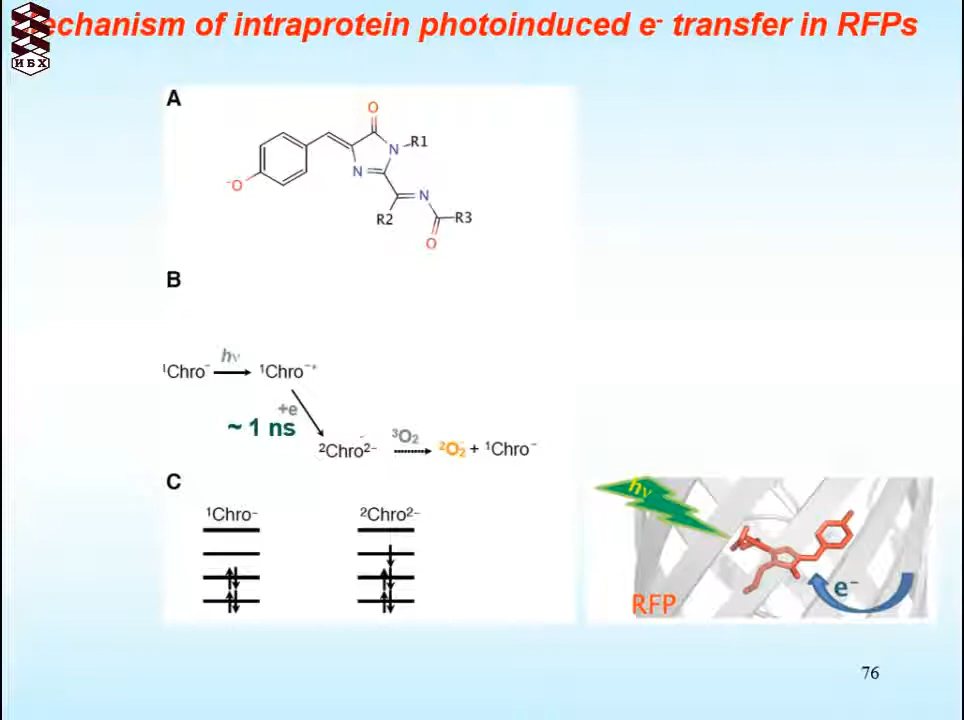 echanism of intraprotein photoinduced e- transfer in RFPs
ИБХ
A
O
N
R1
N
-O
N
R2
R3
O
B
hν
¹Chro⁻
¹Chro⁻*
+e
~ 1 ns
²Chro²⁻
³O₂
²O₂⁻ + ¹Chro⁻
C
¹Chro⁻
²Chro²⁻
hν
e⁻
RFP
76